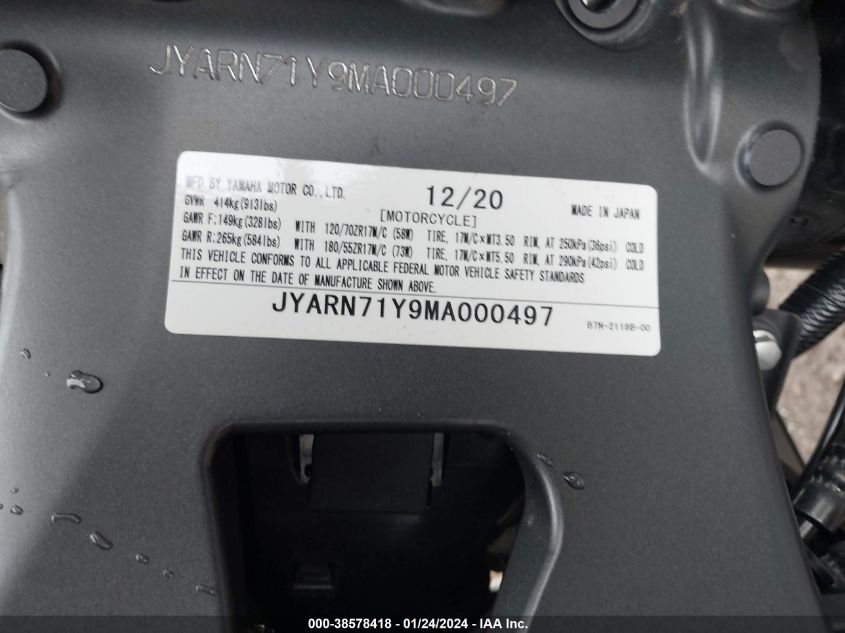 JYARN71Y9MA000497
MFD BY YAMAHA MOTOR CO.,LTD. 12/20 MADE IN JAPAN
GVWR 414kg(913lbs) [MOTORCYCLE]
GAWR F:149kg(328lbs) WITH 120/70ZR17M/C (58W) TIRE, 17M/C×MT3.50 RIM, AT 250kPa(36psi) COLD
GAWR R:265kg(584lbs) WITH 180/55ZR17M/C (73W) TIRE, 17M/C×MT5.50 RIM, AT 290kPa(42psi) COLD
THIS VEHICLE CONFORMS TO ALL APPLICABLE FEDERAL MOTOR VEHICLE SAFETY STANDARDS
IN EFFECT ON THE DATE OF MANUFACTURE SHOWN ABOVE.
JYARN71Y9MA000497 B7N-2118B-00
000-38578418 - 01/24/2024 - IAA Inc.